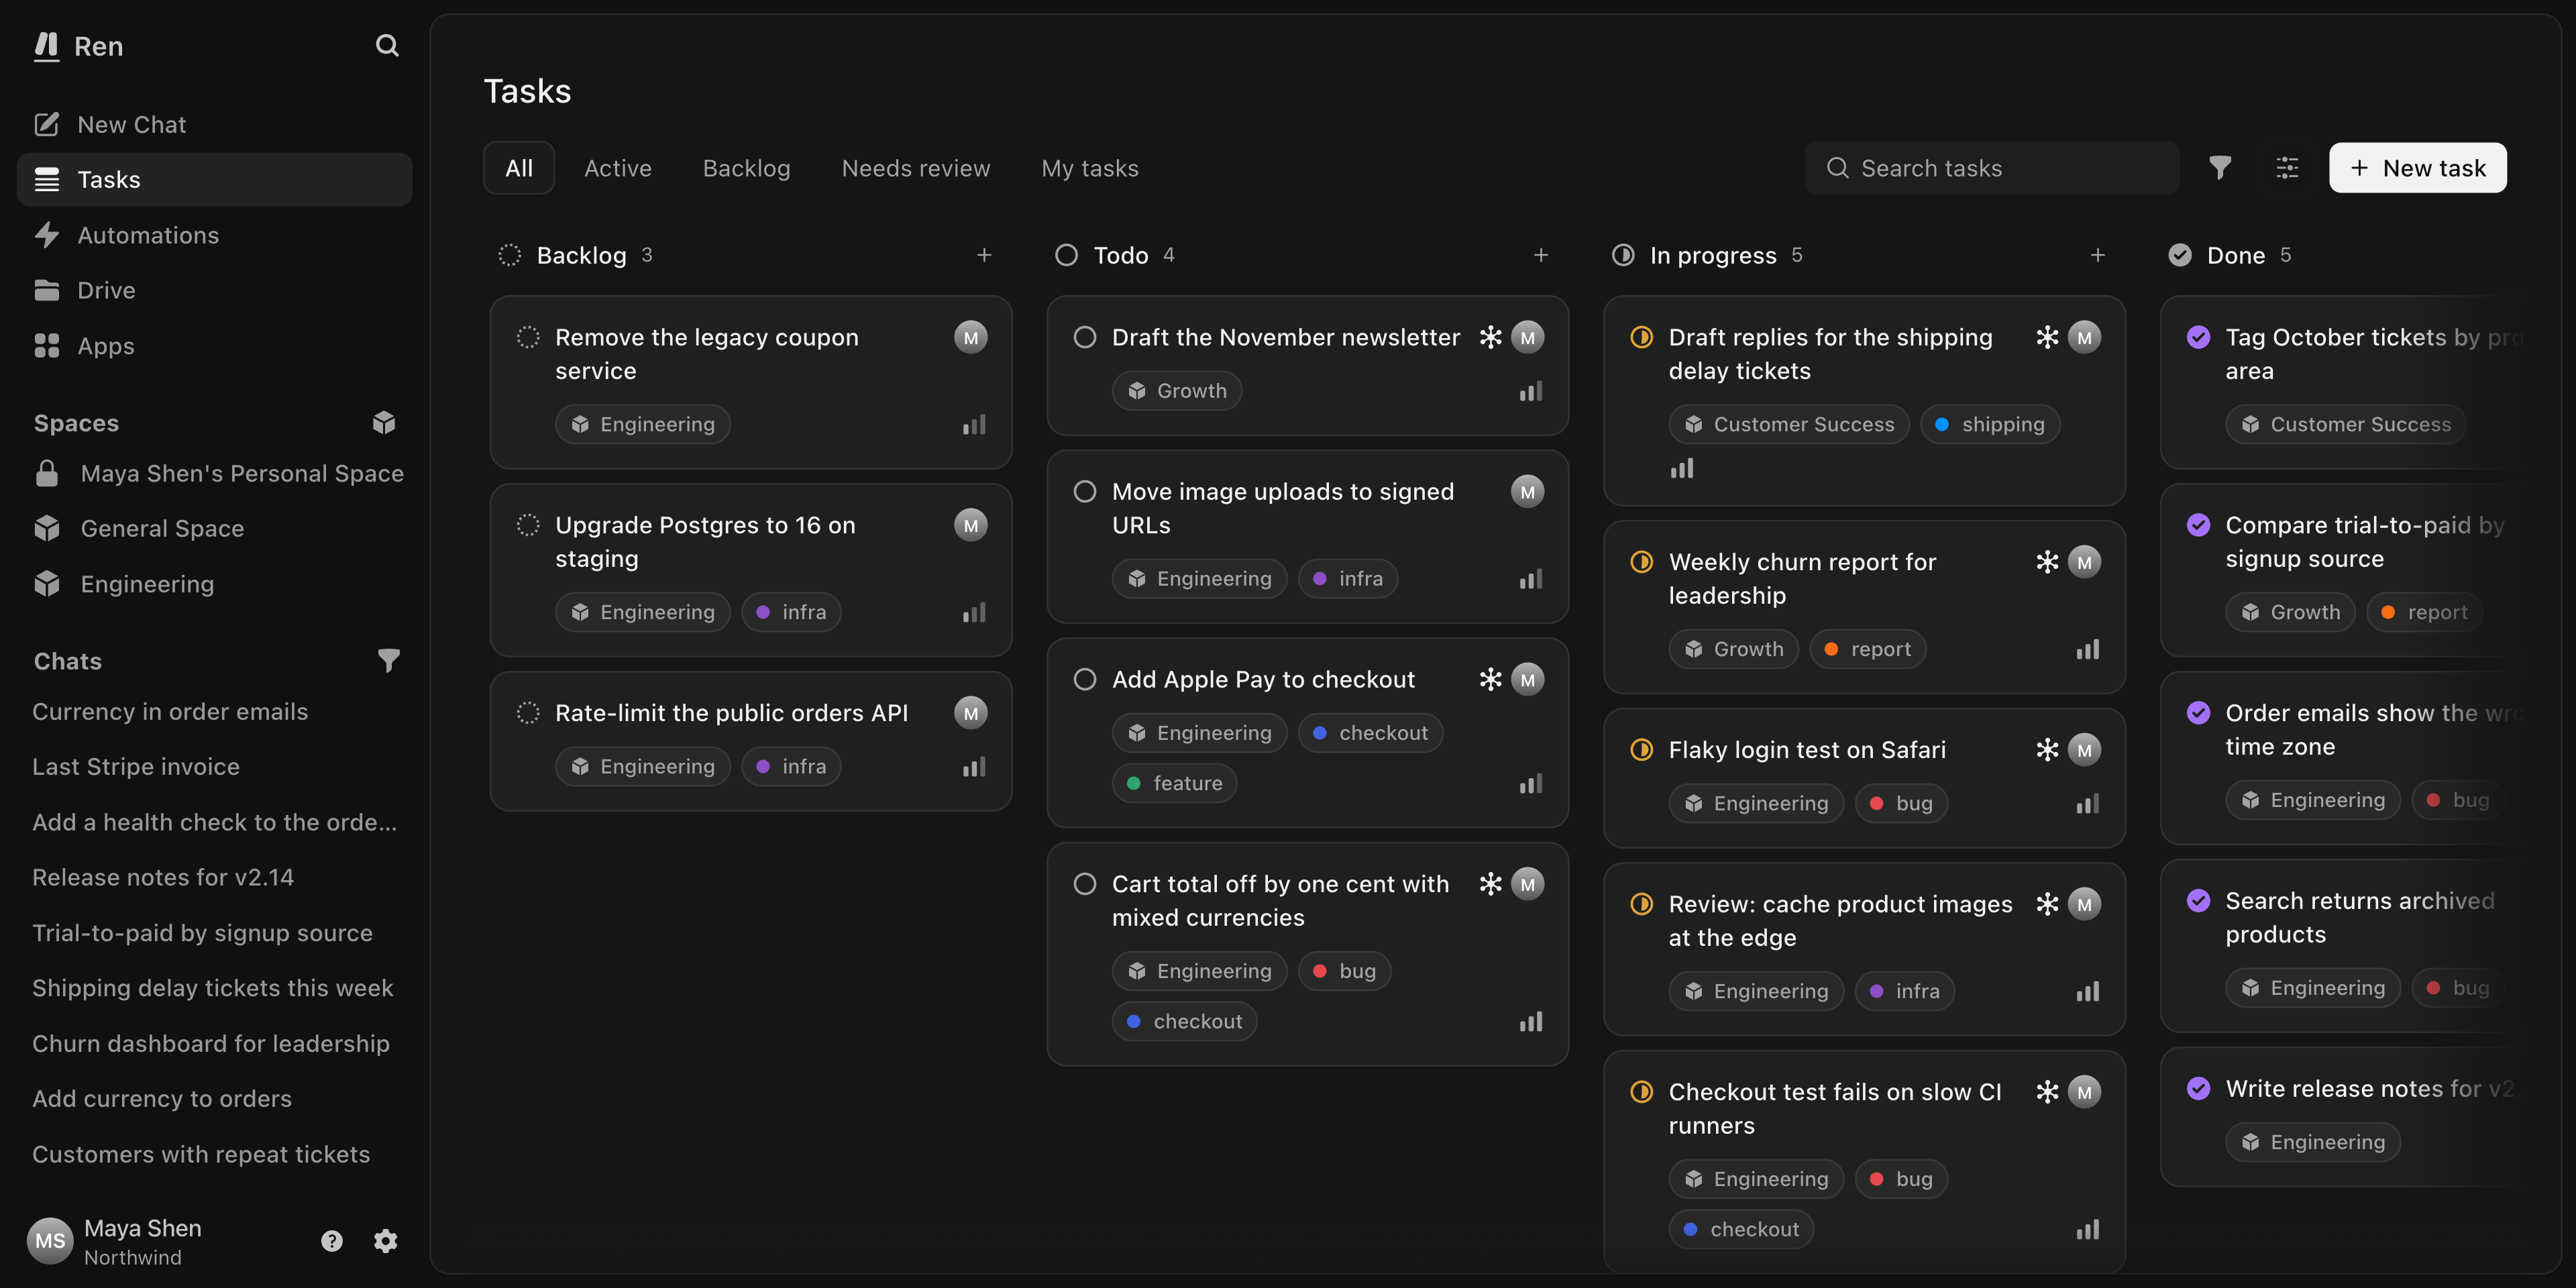 Ren
New Chat
Tasks
Automations
Drive
Apps
Spaces
Maya Shen's Personal Space
General Space
Engineering
Chats
Currency in order emails
Last Stripe invoice
Add a health check to the orde...
Release notes for v2.14
Trial-to-paid by signup source
Shipping delay tickets this week
Churn dashboard for leadership
Add currency to orders
Customers with repeat tickets
MS
Maya Shen
Northwind
Tasks
All Active Backlog Needs review My tasks
Search tasks
+ New task
Backlog 3
Remove the legacy coupon
service
M
Engineering
Upgrade Postgres to 16 on
staging
M
Engineering infra
Rate-limit the public orders API
M
Engineering infra
Todo 4
Draft the November newsletter
M
Growth
Move image uploads to signed
URLs
M
Engineering infra
Add Apple Pay to checkout
M
Engineering checkout
feature
Cart total off by one cent with
mixed currencies
M
Engineering bug
checkout
In progress 5
Draft replies for the shipping
delay tickets
M
Customer Success shipping
Weekly churn report for
leadership
M
Growth report
Flaky login test on Safari
M
Engineering bug
Review: cache product images
at the edge
M
Engineering infra
Checkout test fails on slow CI
runners
M
Engineering bug
checkout
Done 5
Tag October tickets by
area
Customer Success
Compare trial-to-paid by
signup source
Growth report
Order emails show the
time zone
Engineering bug
Search returns archived
products
Engineering bug
Write release notes for
Engineering